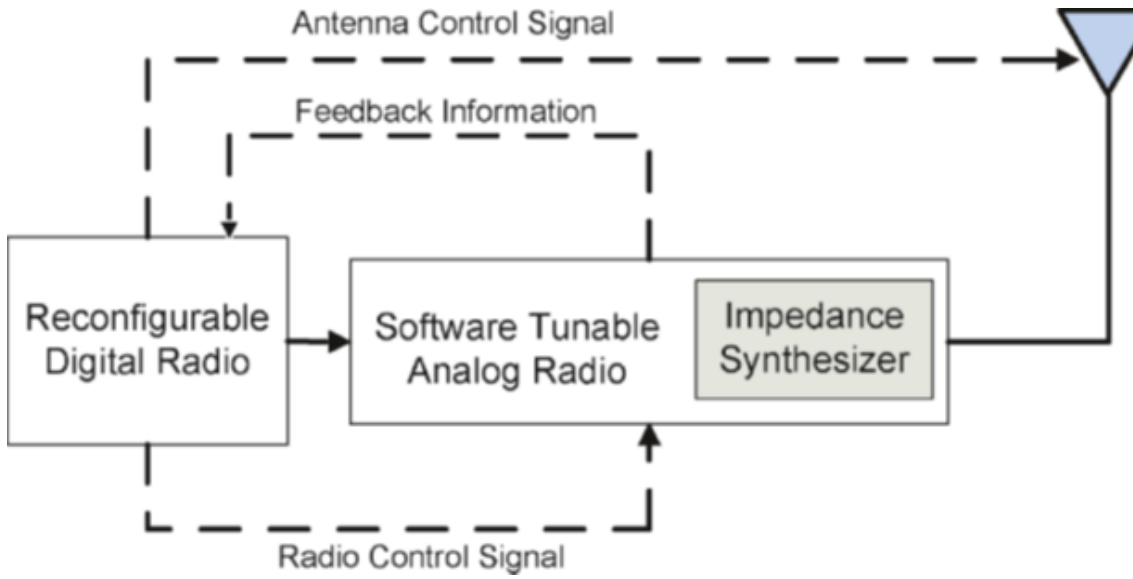 Antenna Control Signal
Feedback Information
Reconfigurable
Digital Radio
Software Tunable
Analog Radio
Impedance
Synthesizer
Radio Control Signal